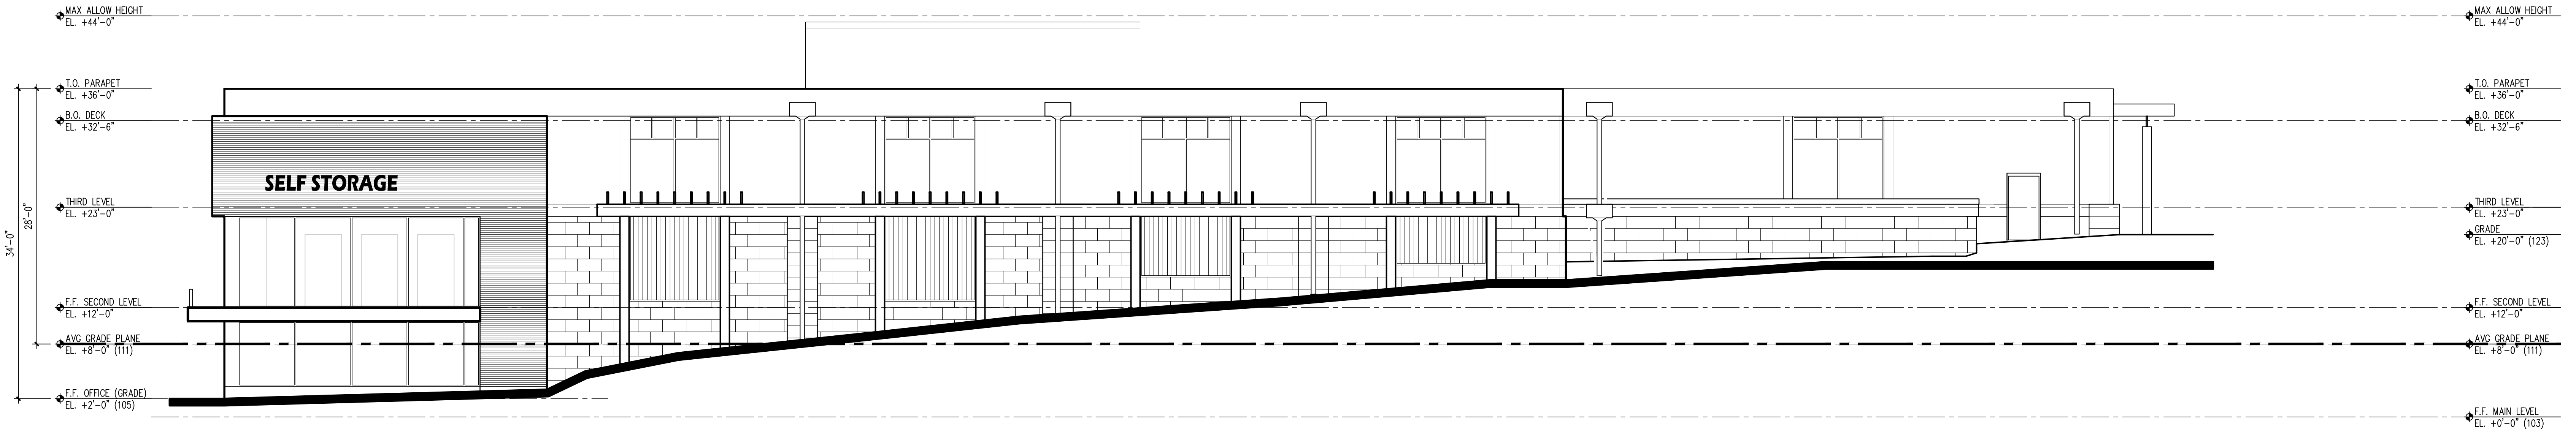 MAX ALLOW HEIGHT
EL. +44'-0"
T.O. PARAPET
EL. +36'-0"
B.O. DECK
EL. +32'-6"
THIRD LEVEL
EL. +23'-0"
F.F. SECOND LEVEL
EL. +12'-0"
AVG GRADE PLANE
EL. +8'-0" (111)
F.F. OFFICE (GRADE)
EL. +2'-0" (105)
34'-0"
28'-0"
SELF STORAGE
MAX ALLOW HEIGHT
EL. +44'-0"
T.O. PARAPET
EL. +36'-0"
B.O. DECK
EL. +32'-6"
THIRD LEVEL
EL. +23'-0"
GRADE
EL. +20'-0" (123)
F.F. SECOND LEVEL
EL. +12'-0"
AVG GRADE PLANE
EL. +8'-0" (111)
F.F. MAIN LEVEL
EL. +0'-0" (103)